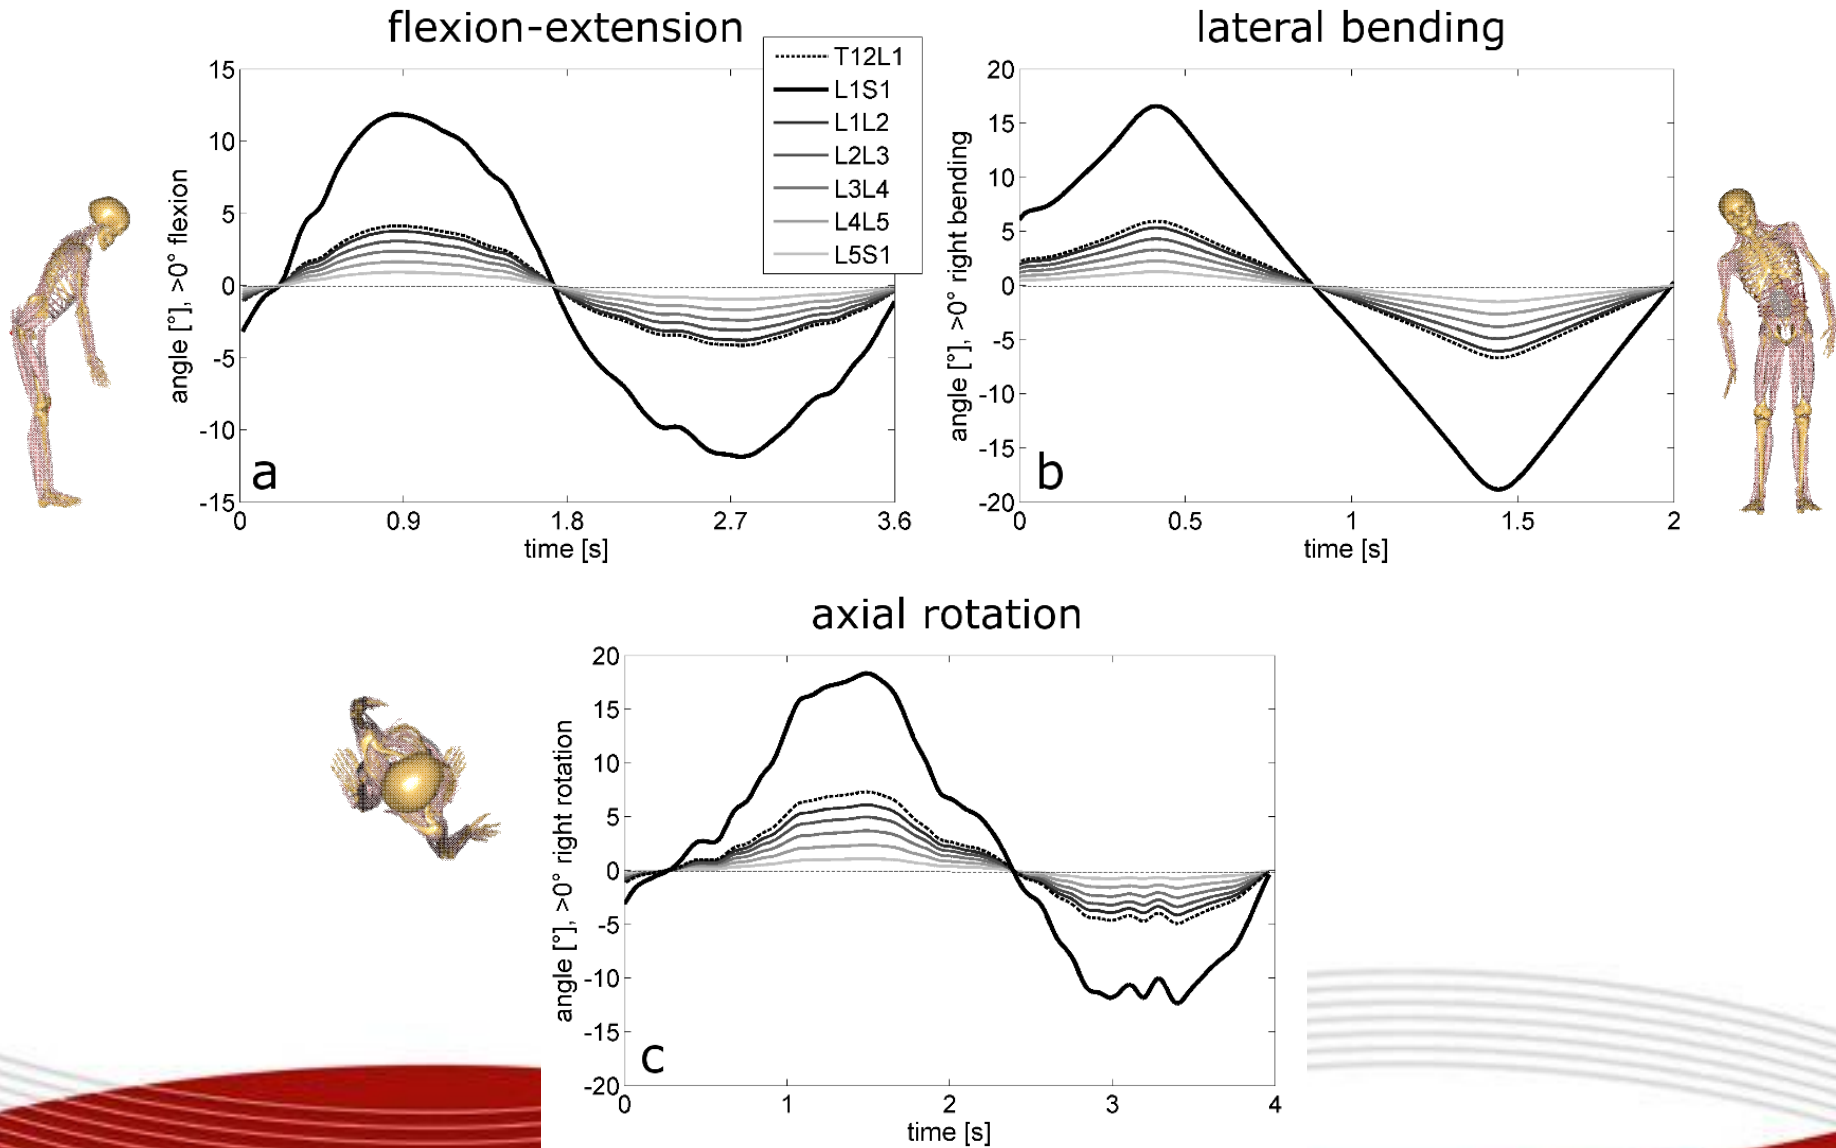 flexion-extension
lateral bending
T12L1
L1S1
L1L2
L2L3
L3L4
L4L5
L5S1
angle [°], >0° flexion
15
10
5
0
-5
-10
-15
a
0 0.9 1.8 2.7 3.6
time [s]
angle [°], >0° right bending
20
15
10
5
0
-5
-10
-15
-20
b
0 0.5 1 1.5 2
time [s]
axial rotation
angle [°], >0° right rotation
20
15
10
5
0
-5
-10
-15
-20
c
0 1 2 3 4
time [s]